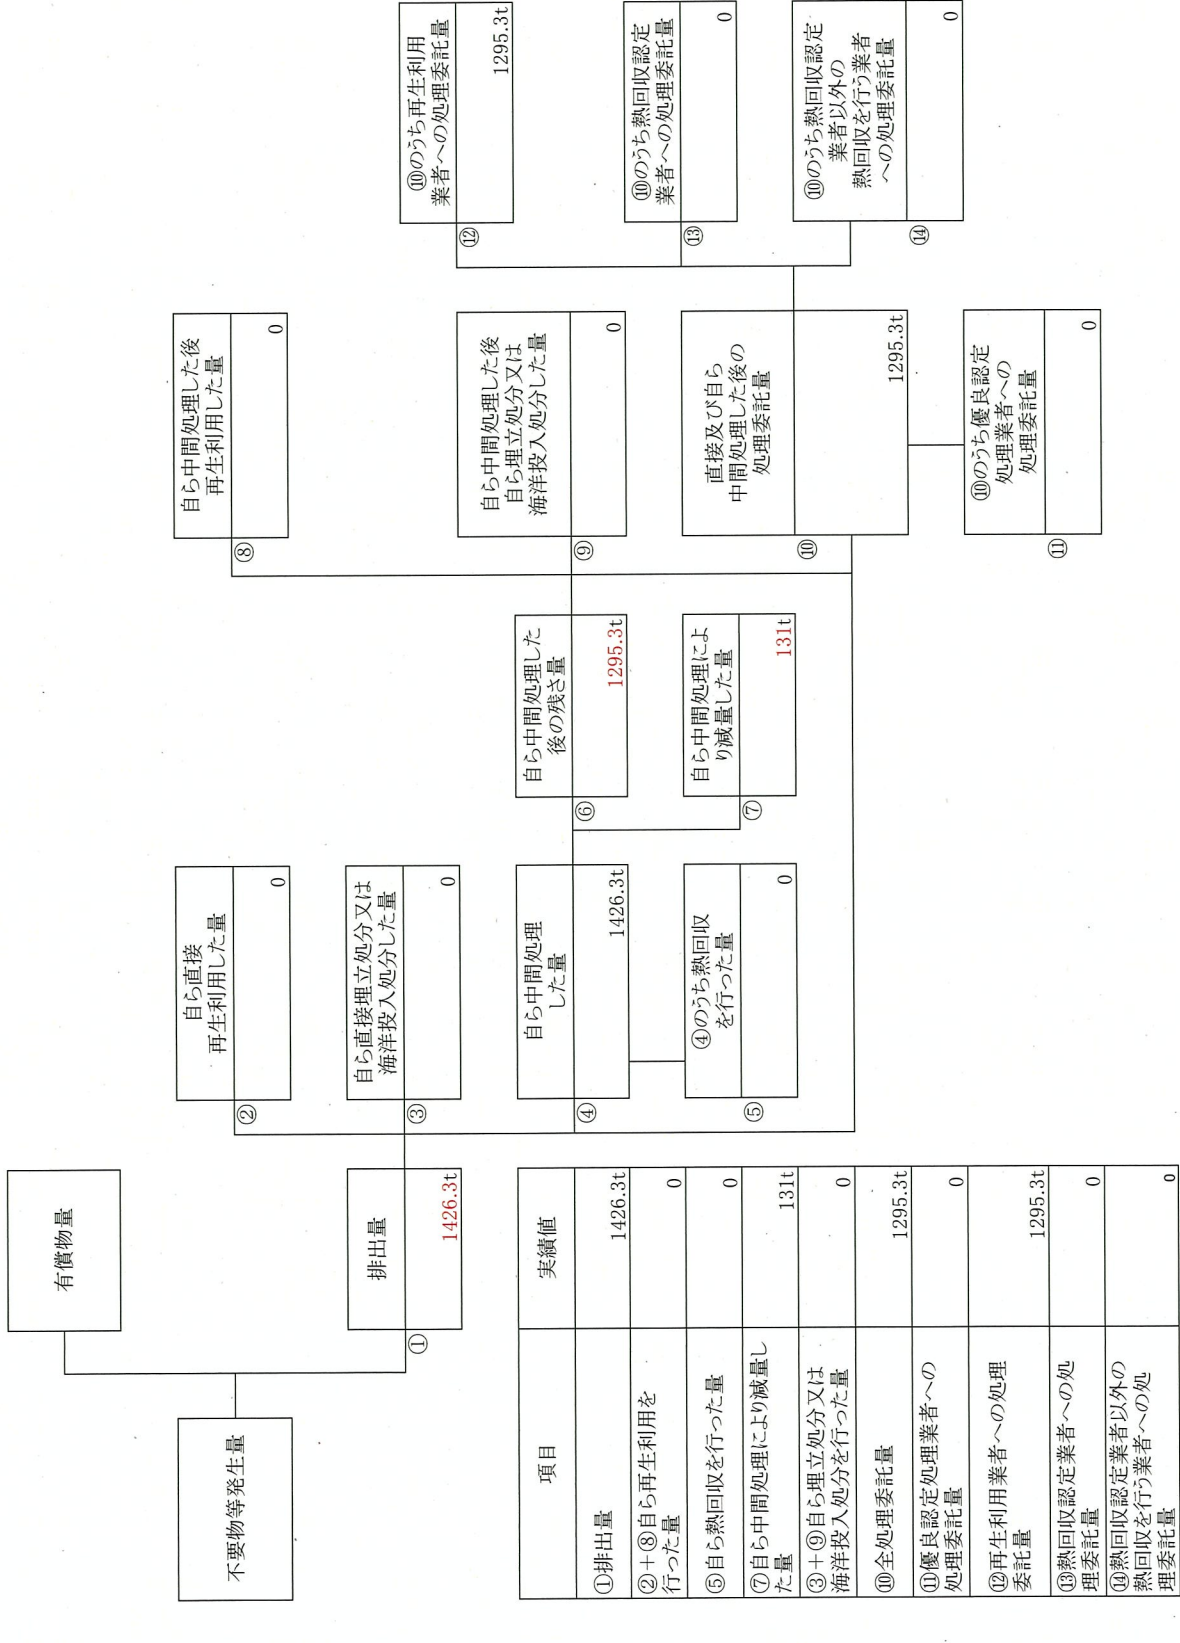 不要物等発生量
有償物量
①
排出量
1426.3t
②
自ら直接
再生利用した量
0
③
自ら直接埋立処分又は
海洋投入処分した量
0
④
自ら中間処理
した量
1426.3t
⑤
④のうち熱回収
を行った量
0
⑥
自ら中間処理した
後の残さ量
1295.3t
⑦
自ら中間処理によ
り減量した量
131t
⑧
自ら中間処理した後
再生利用した量
0
⑨
自ら中間処理した後
自ら埋立処分又は
海洋投入処分した量
0
⑩
直接及び自ら
中間処理した後の
処理委託量
1295.3t
⑪
⑩のうち優良認定
処理業者への
処理委託量
0
⑫
⑩のうち再生利用
業者への処理委託量
1295.3t
⑬
⑩のうち熱回収認定
業者への処理委託量
0
⑭
⑩のうち熱回収認定
業者以外の
熱回収を行う業者
への処理委託量
0
項目
実績値
①排出量
1426.3t
②+⑧自ら再生利用を
行った量
0
⑤自ら熱回収を行った量
0
⑦自ら中間処理により減量し
た量
131t
③+⑨自ら埋立処分又は
海洋投入処分を行った量
0
⑩全処理委託量
1295.3t
⑪優良認定処理業者への
処理委託量
0
⑫再生利用業者への処理
委託量
1295.3t
⑬熱回収認定業者への処
理委託量
0
⑭熱回収認定業者以外の
熱回収を行う業者への処
理委託量
0